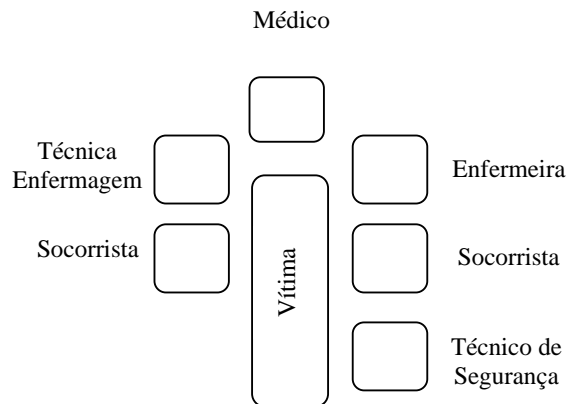 Médico
Técnica
Enfermagem
Enfermeira
Socorrista
Socorrista
Vítima
Técnico de
Segurança